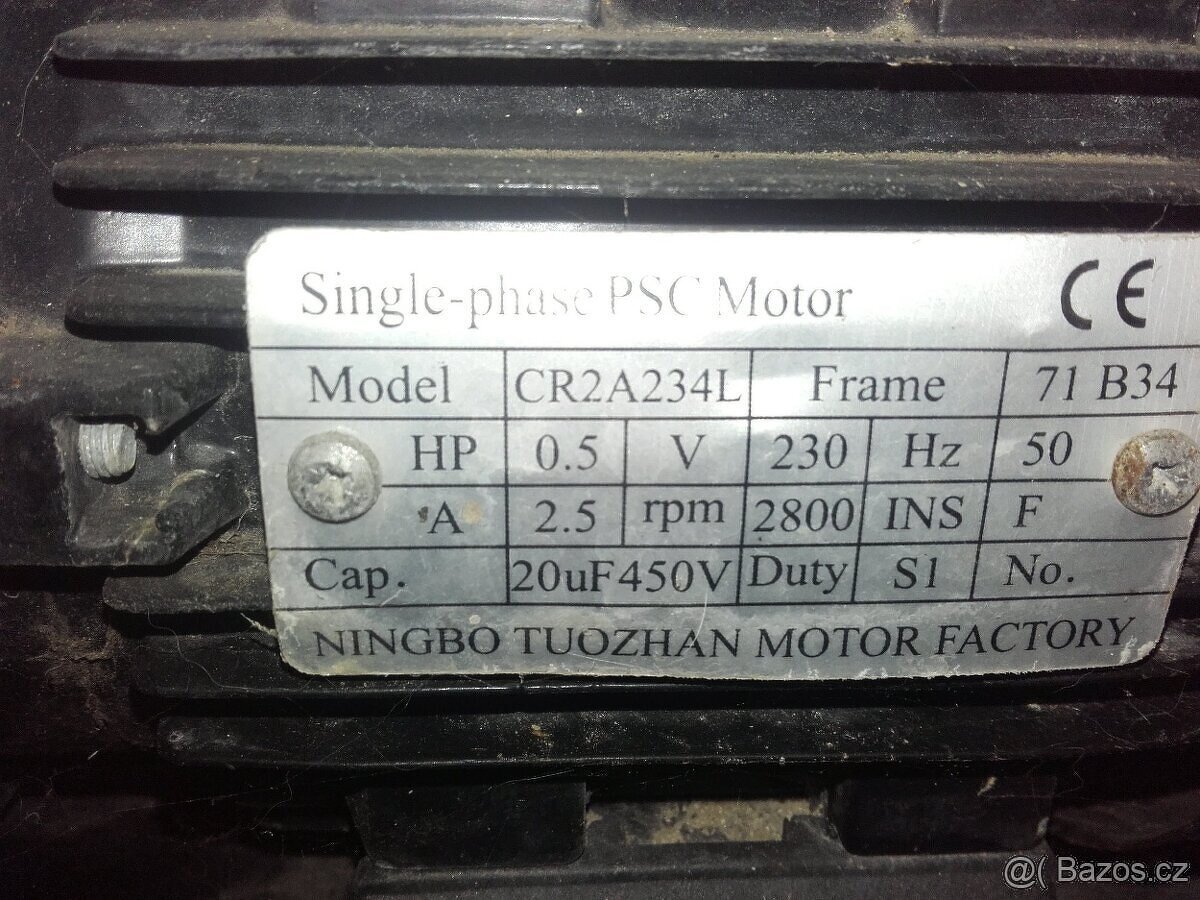 Single-phase PSC Motor CE
Model CR2A234L Frame 71 B34
HP 0.5 V 230 Hz 50
A 2.5 rpm 2800 INS F
Cap. 20uF450V Duty S1 No.
NINGBO TUOZHAN MOTOR FACTORY
@( Bazos.cz